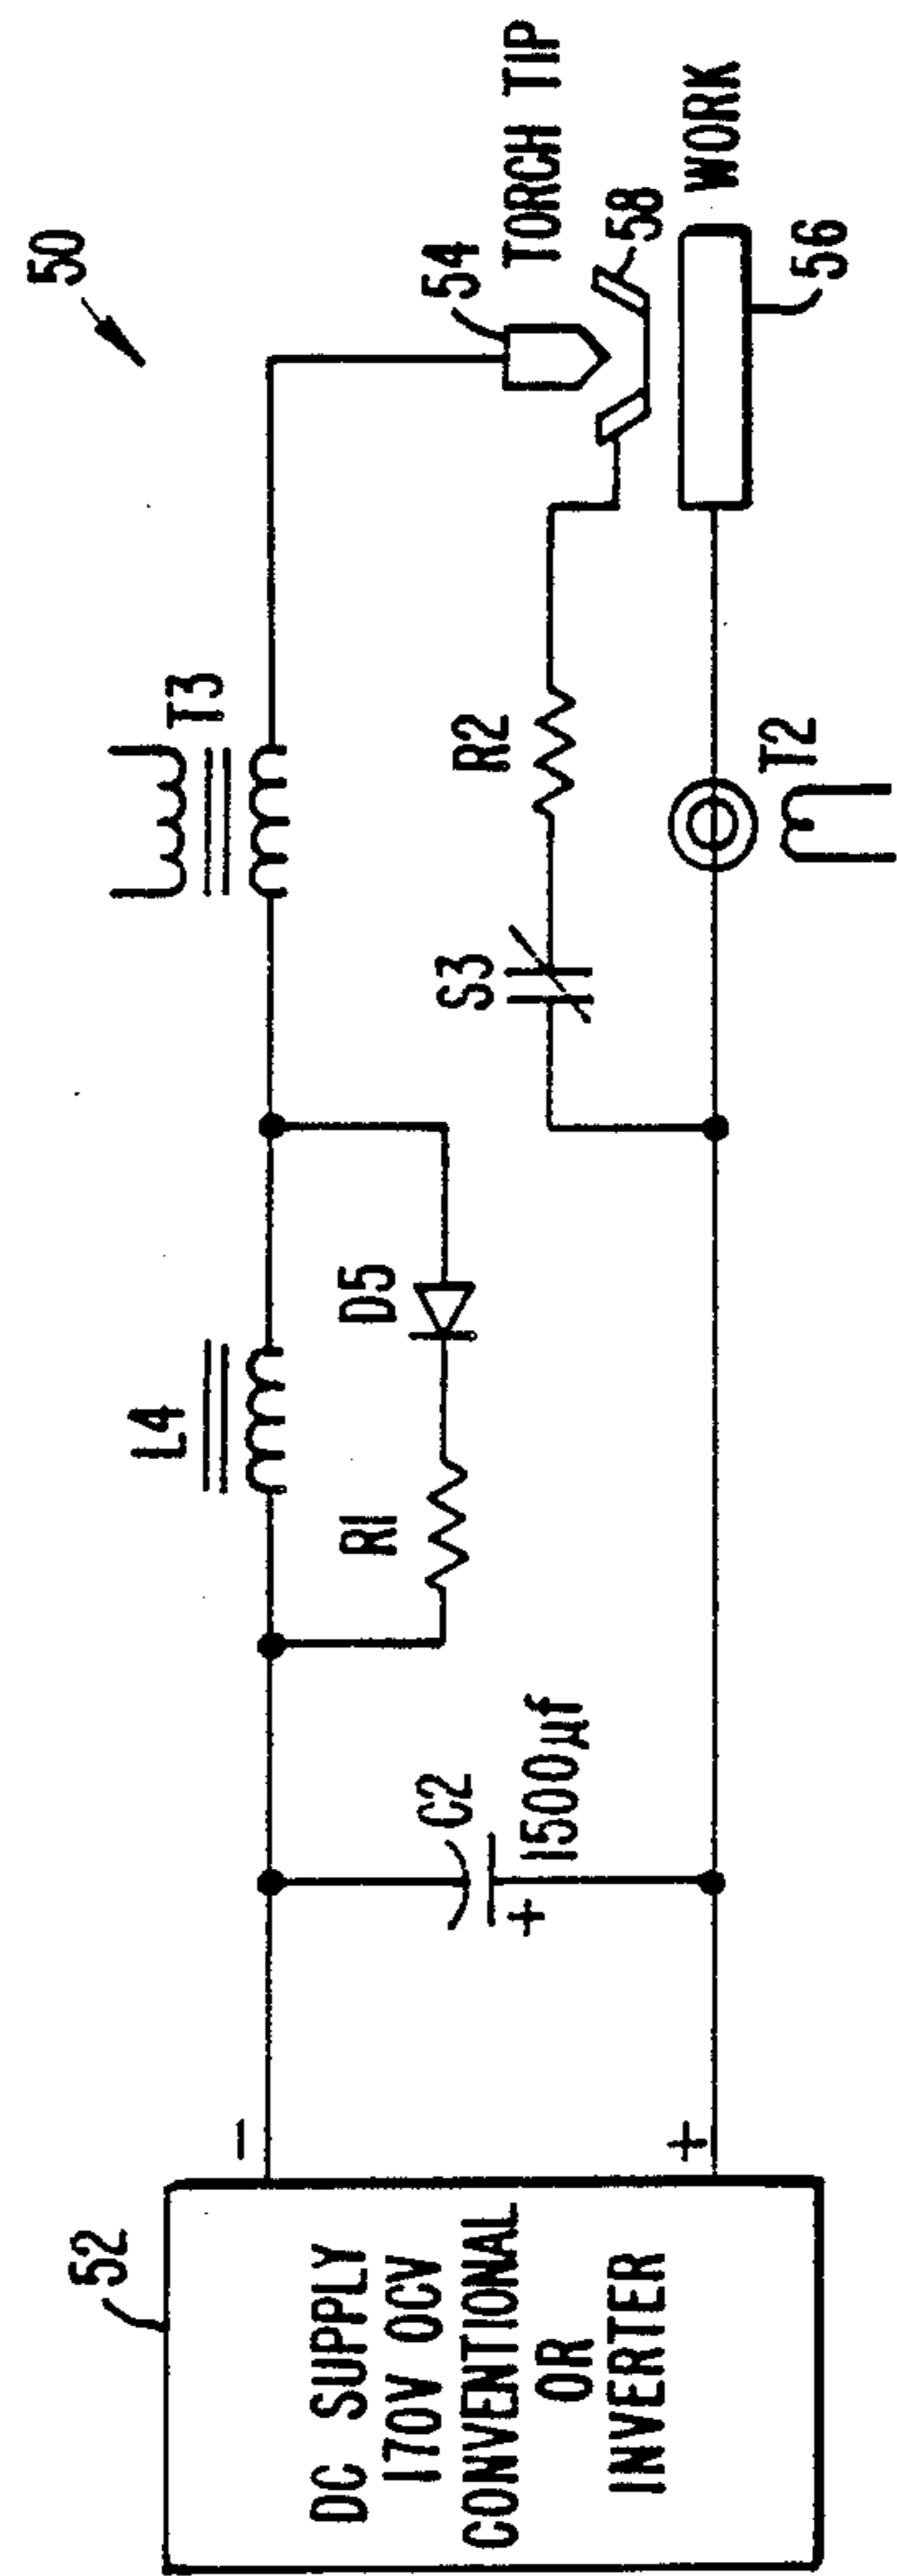 50
52
DC SUPPLY
170V OCV
CONVENTIONAL
OR
INVERTER
−
+
C2
+
1500μf
L4
R1
D5
T3
S3
R2
T2
54
TORCH TIP
58
WORK
56